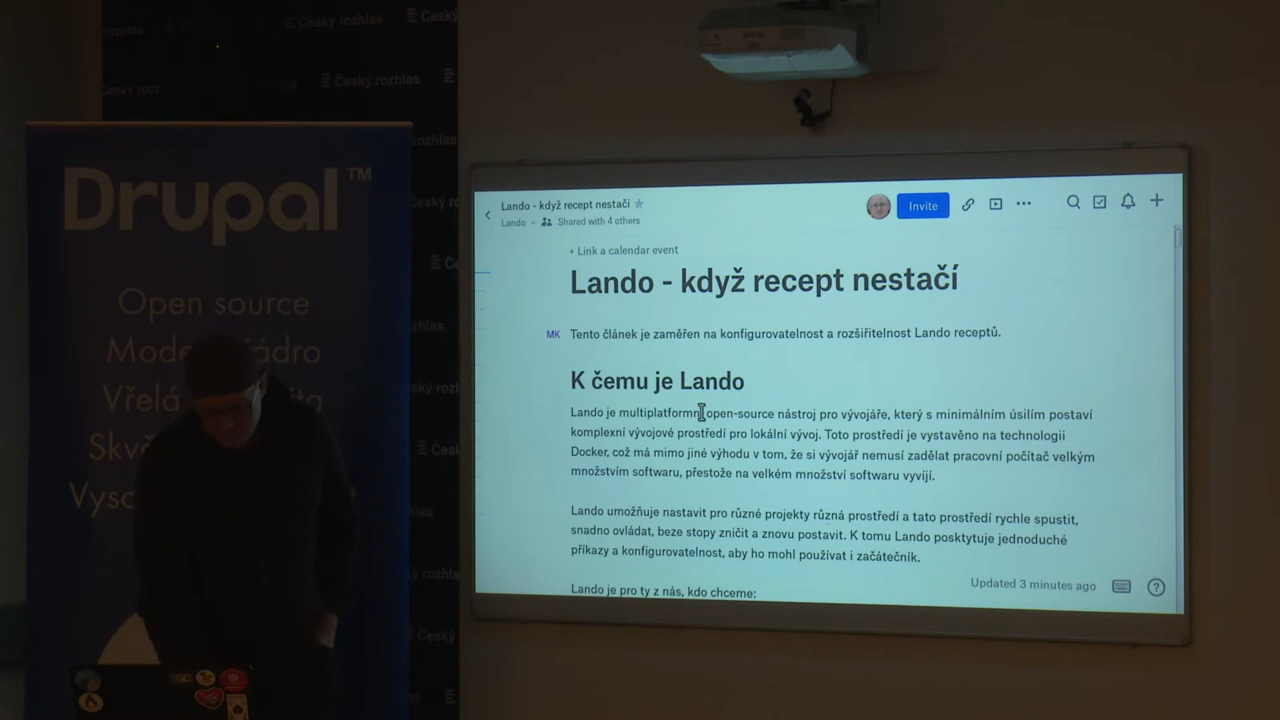 Český rozhlas
Český
rozhlas
Český rozhlas
Drupal™
Open source
Vřelá
rozhlas
Lando - když recept nestačí
Lando • Shared with 4 others
Invite
+ Link a calendar event
Lando - když recept nestačí
MK Tento článek je zaměřen na konfigurovatelnost a rozšiřitelnost Lando receptů.
K čemu je Lando
Lando je multiplatformní open-source nástroj pro vývojáře, který s minimálním úsilím postaví
komplexní vývojové prostředí pro lokální vývoj. Toto prostředí je vystavěno na technologii
Docker, což má mimo jiné výhodu v tom, že si vývojář nemusí zadělat pracovní počítač velkým
množstvím softwaru, přestože na velkém množství softwaru vyvíjí.
Lando umožňuje nastavit pro různé projekty různá prostředí a tato prostředí rychle spustit,
snadno ovládat, beze stopy zničit a znovu postavit. K tomu Lando posktytuje jednoduché
příkazy a konfigurovatelnost, aby ho mohl používat i začátečník.
Updated 3 minutes ago
Lando je pro ty z nás, kdo chceme: